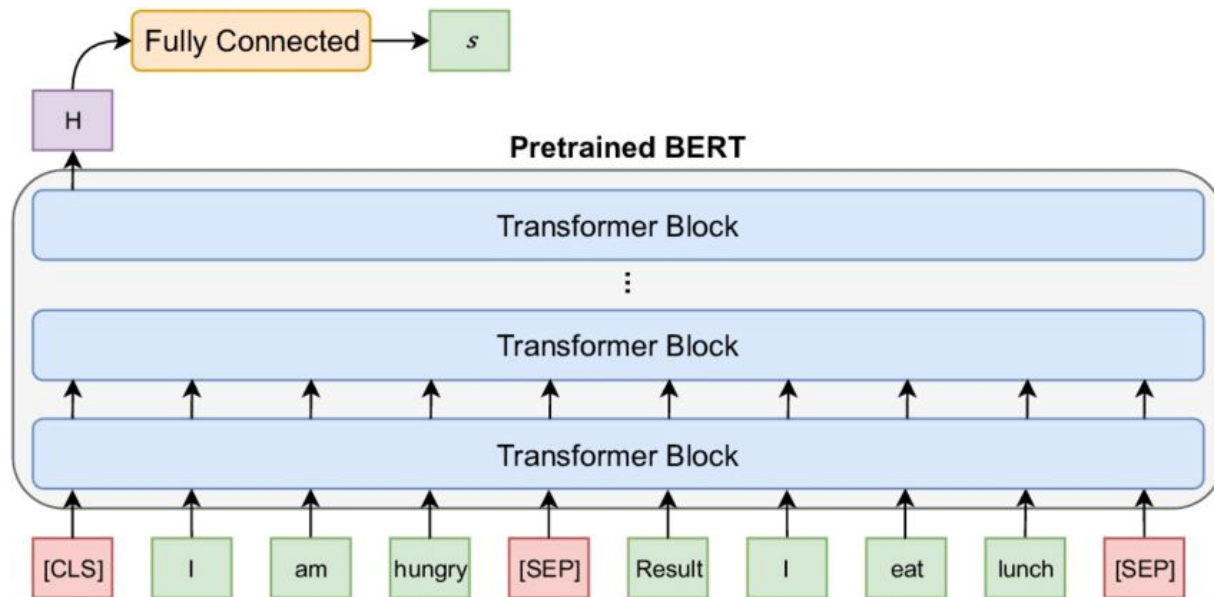 Fully Connected s
H
Pretrained BERT
Transformer Block
...
Transformer Block
Transformer Block
[CLS] I am hungry [SEP] Result I eat lunch [SEP]